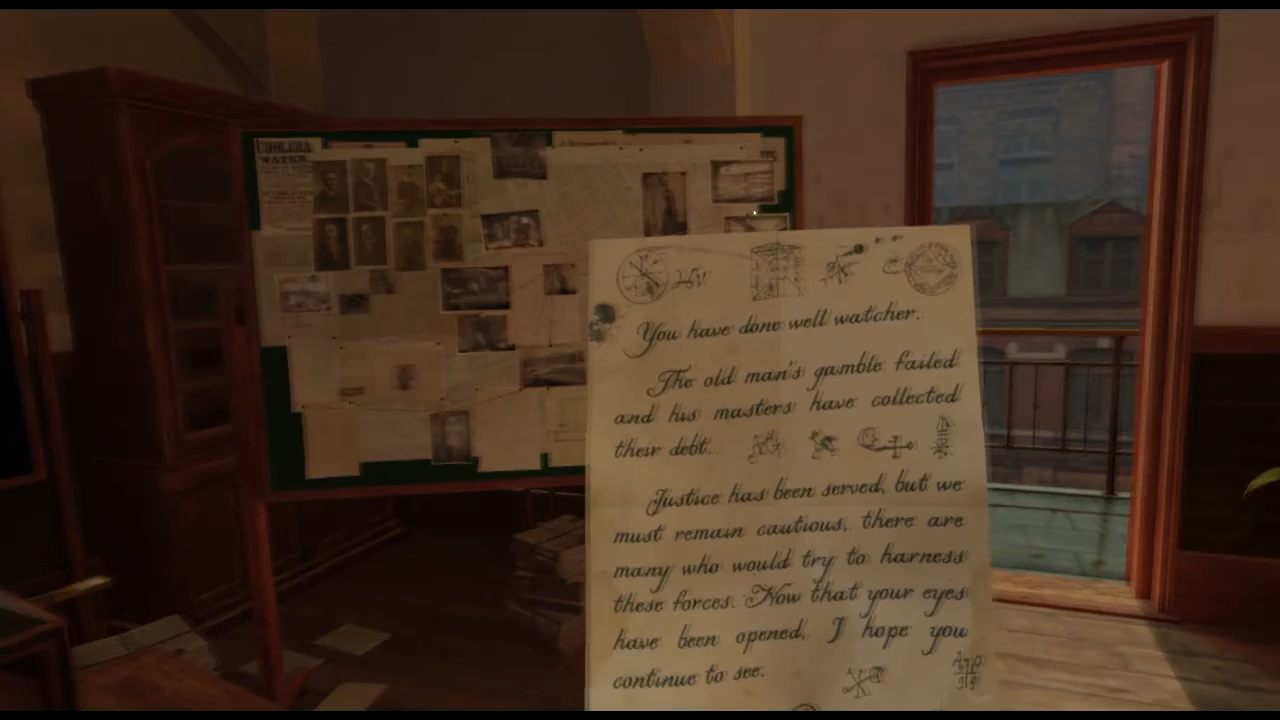 CHOLERA
WATER.
You have done well watcher.
The old man's gamble failed
and his masters have collected
their debt.
Justice has been served, but we
must remain cautious, there are
many who would try to harness
these forces. Now that your eyes
have been opened, I hope you
continue to see.